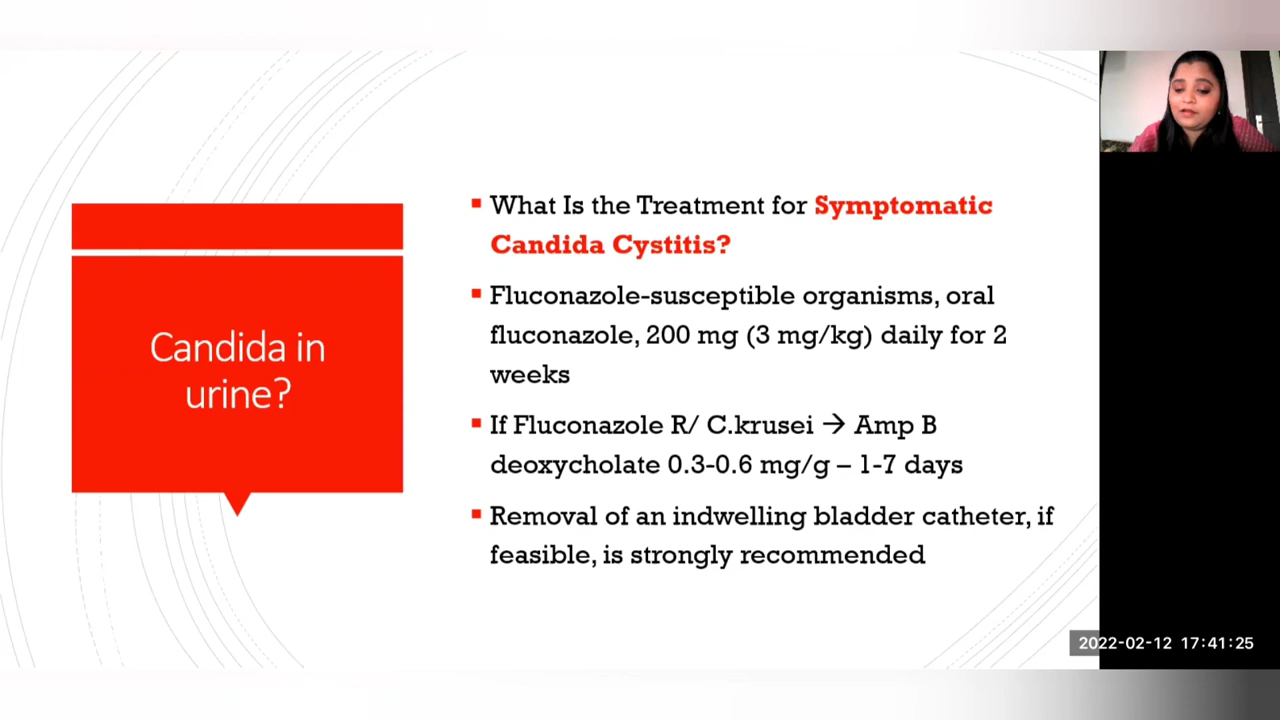 Candida in
urine?
What Is the Treatment for Symptomatic
Candida Cystitis?
Fluconazole-susceptible organisms, oral
fluconazole, 200 mg (3 mg/kg) daily for 2
weeks
If Fluconazole R/ C.krusei → Amp B
deoxycholate 0.3-0.6 mg/g – 1-7 days
Removal of an indwelling bladder catheter, if
feasible, is strongly recommended
2022-02-12 17:41:25